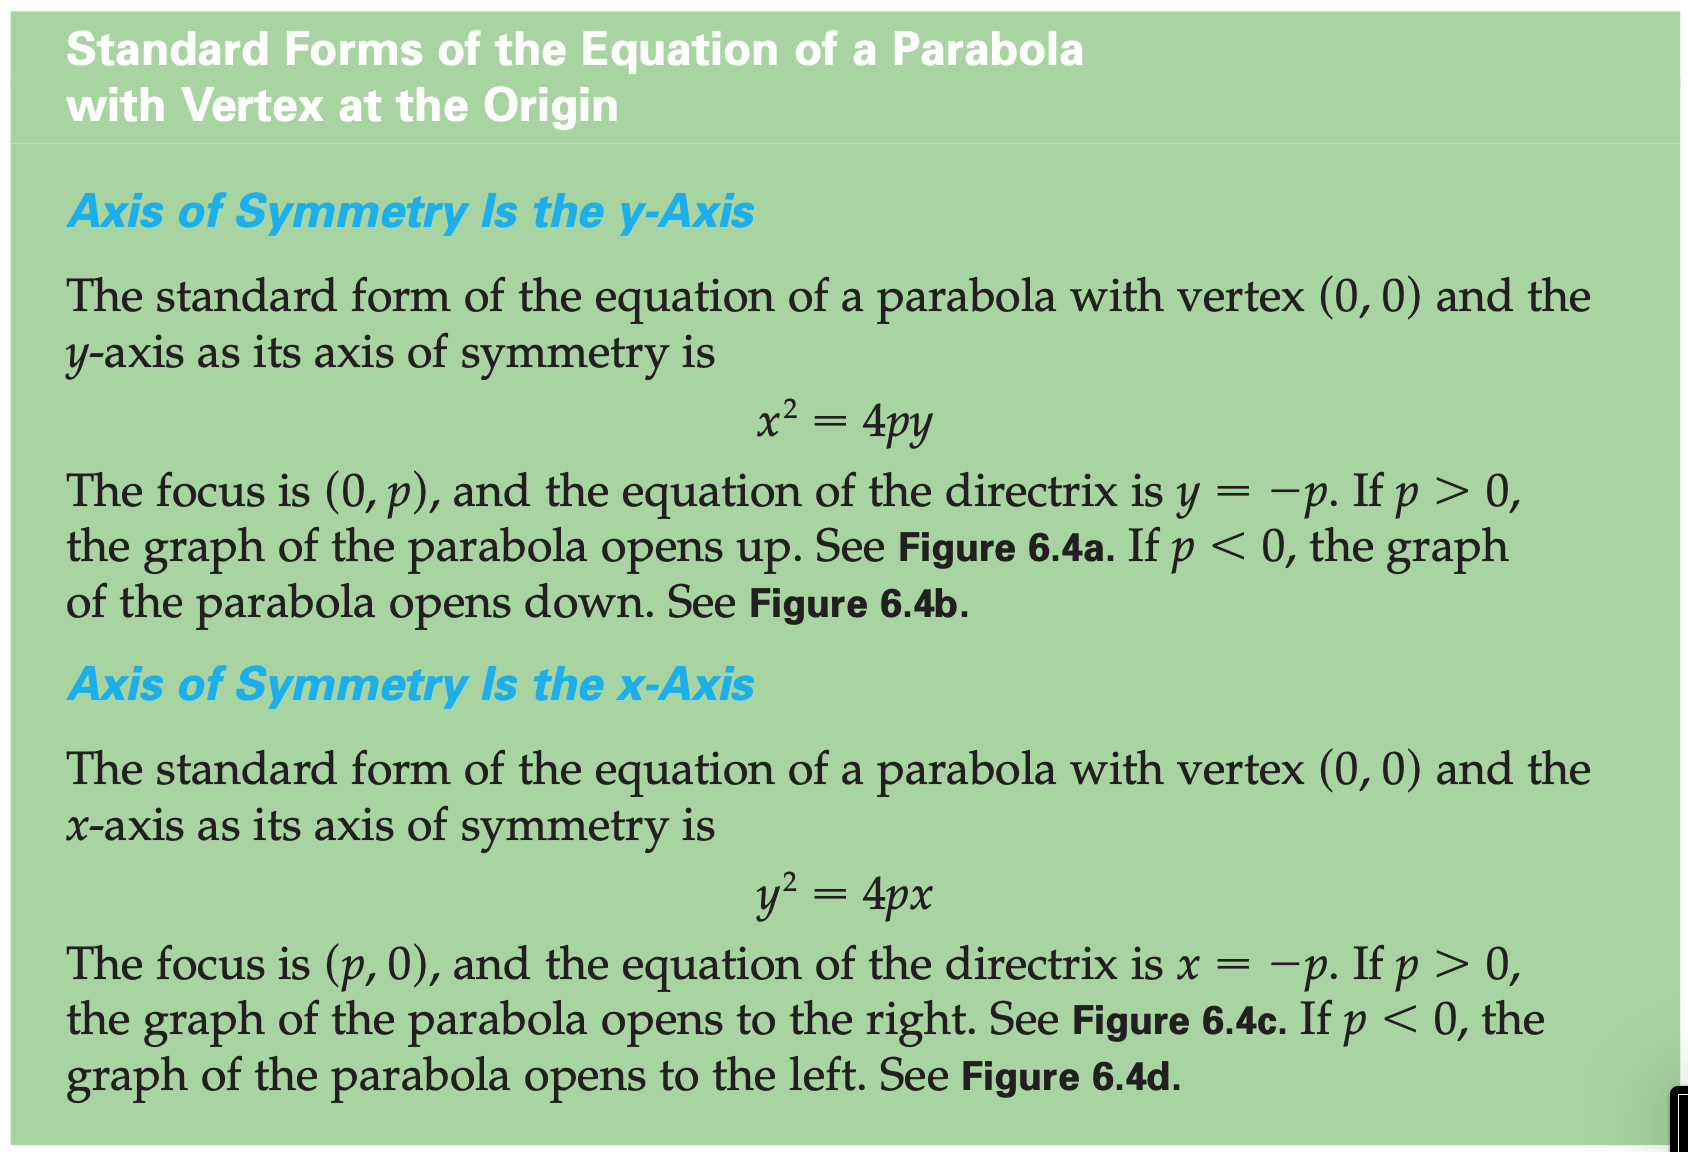 Standard Forms of the Equation of a Parabola
with Vertex at the Origin
Axis of Symmetry Is the y-Axis
The standard form of the equation of a parabola with vertex (0, 0) and the
y-axis as its axis of symmetry is
x² = 4py
The focus is (0, p), and the equation of the directrix is y = −p. If p > 0,
the graph of the parabola opens up. See Figure 6.4a. If p < 0, the graph
of the parabola opens down. See Figure 6.4b.
Axis of Symmetry Is the x-Axis
The standard form of the equation of a parabola with vertex (0, 0) and the
x-axis as its axis of symmetry is
y² = 4px
The focus is (p, 0), and the equation of the directrix is x = −p. If p > 0,
the graph of the parabola opens to the right. See Figure 6.4c. If p < 0, the
graph of the parabola opens to the left. See Figure 6.4d.